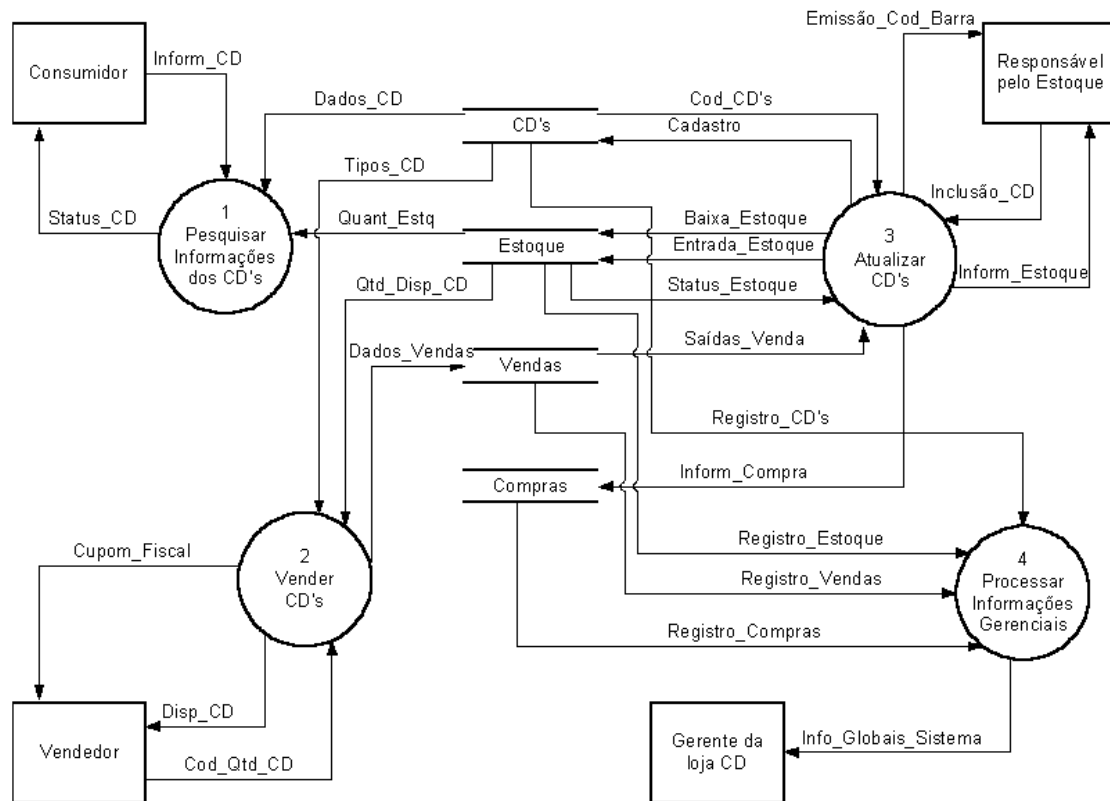 Emissão_Cod_Barra
Consumidor
Inform_CD
Responsável
pelo Estoque
Dados_CD
Cod_CD's
CD's
Cadastro
Tipos_CD
Inclusão_CD
Status_CD
1
Pesquisar
Informações
dos CD's
Quant_Estq
Baixa_Estoque
Estoque
Entrada_Estoque
3
Atualizar
CD's
Inform_Estoque
Qtd_Disp_CD
Status_Estoque
Dados_Vendas
Saídas_Venda
Vendas
Registro_CD's
Compras
Inform_Compra
Cupom_Fiscal
2
Vender
CD's
Registro_Estoque
Registro_Vendas
4
Processar
Informações
Gerenciais
Registro_Compras
Disp_CD
Vendedor
Cod_Qtd_CD
Gerente da
loja CD
Info_Globais_Sistema